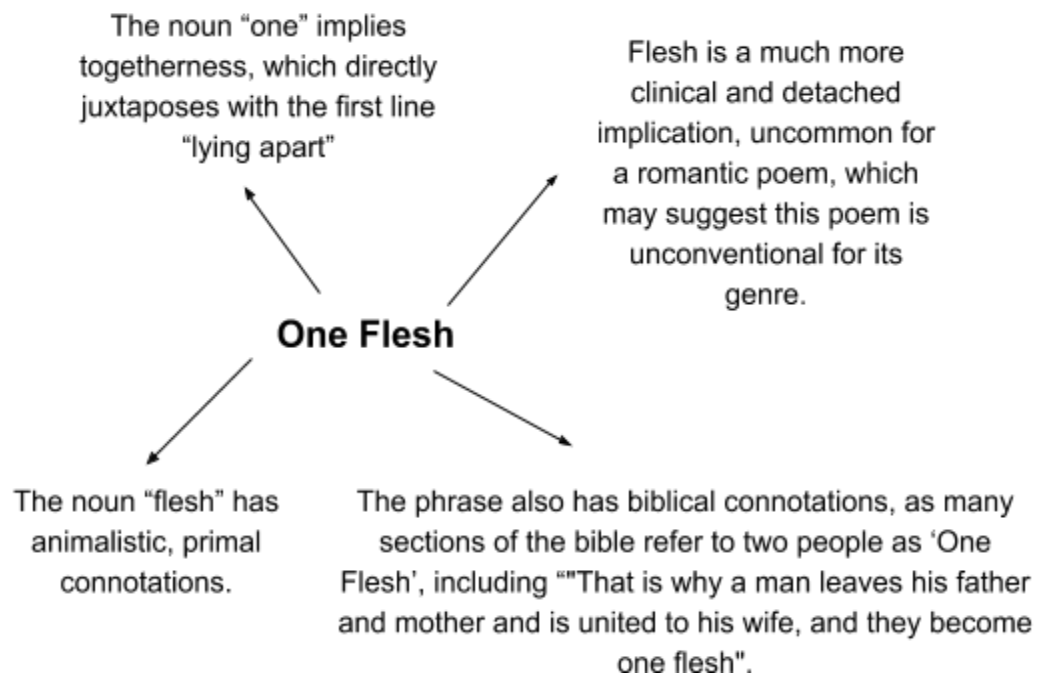 The noun “one” implies
togetherness, which directly
juxtaposes with the first line
“lying apart”
Flesh is a much more
clinical and detached
implication, uncommon for
a romantic poem, which
may suggest this poem is
unconventional for its
genre.
One Flesh
The noun “flesh” has
animalistic, primal
connotations.
The phrase also has biblical connotations, as many
sections of the bible refer to two people as ‘One
Flesh’, including “"That is why a man leaves his father
and mother and is united to his wife, and they become
one flesh".